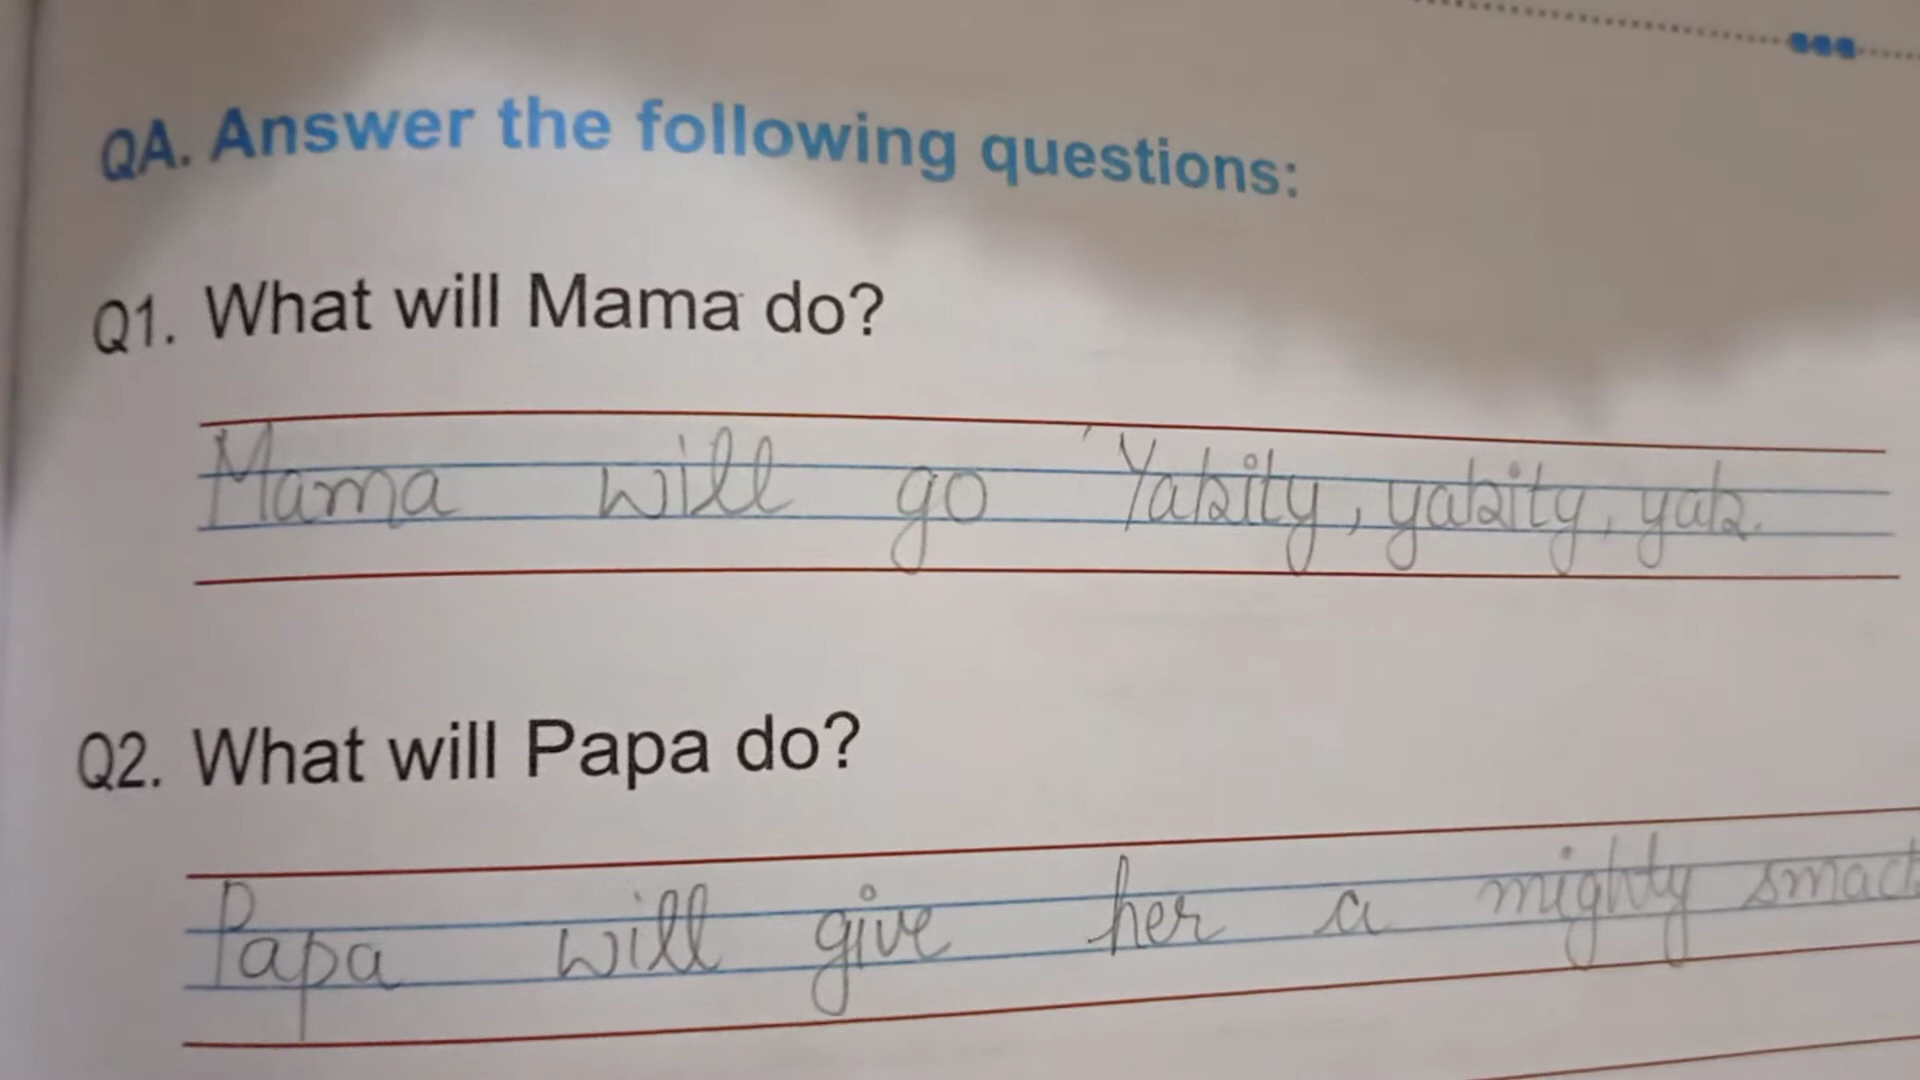 QA. Answer the following questions:
Q1. What will Mama do?
Mama will go Yabity, yabity, yab.
Q2. What will Papa do?
Papa will give her a mighty smack